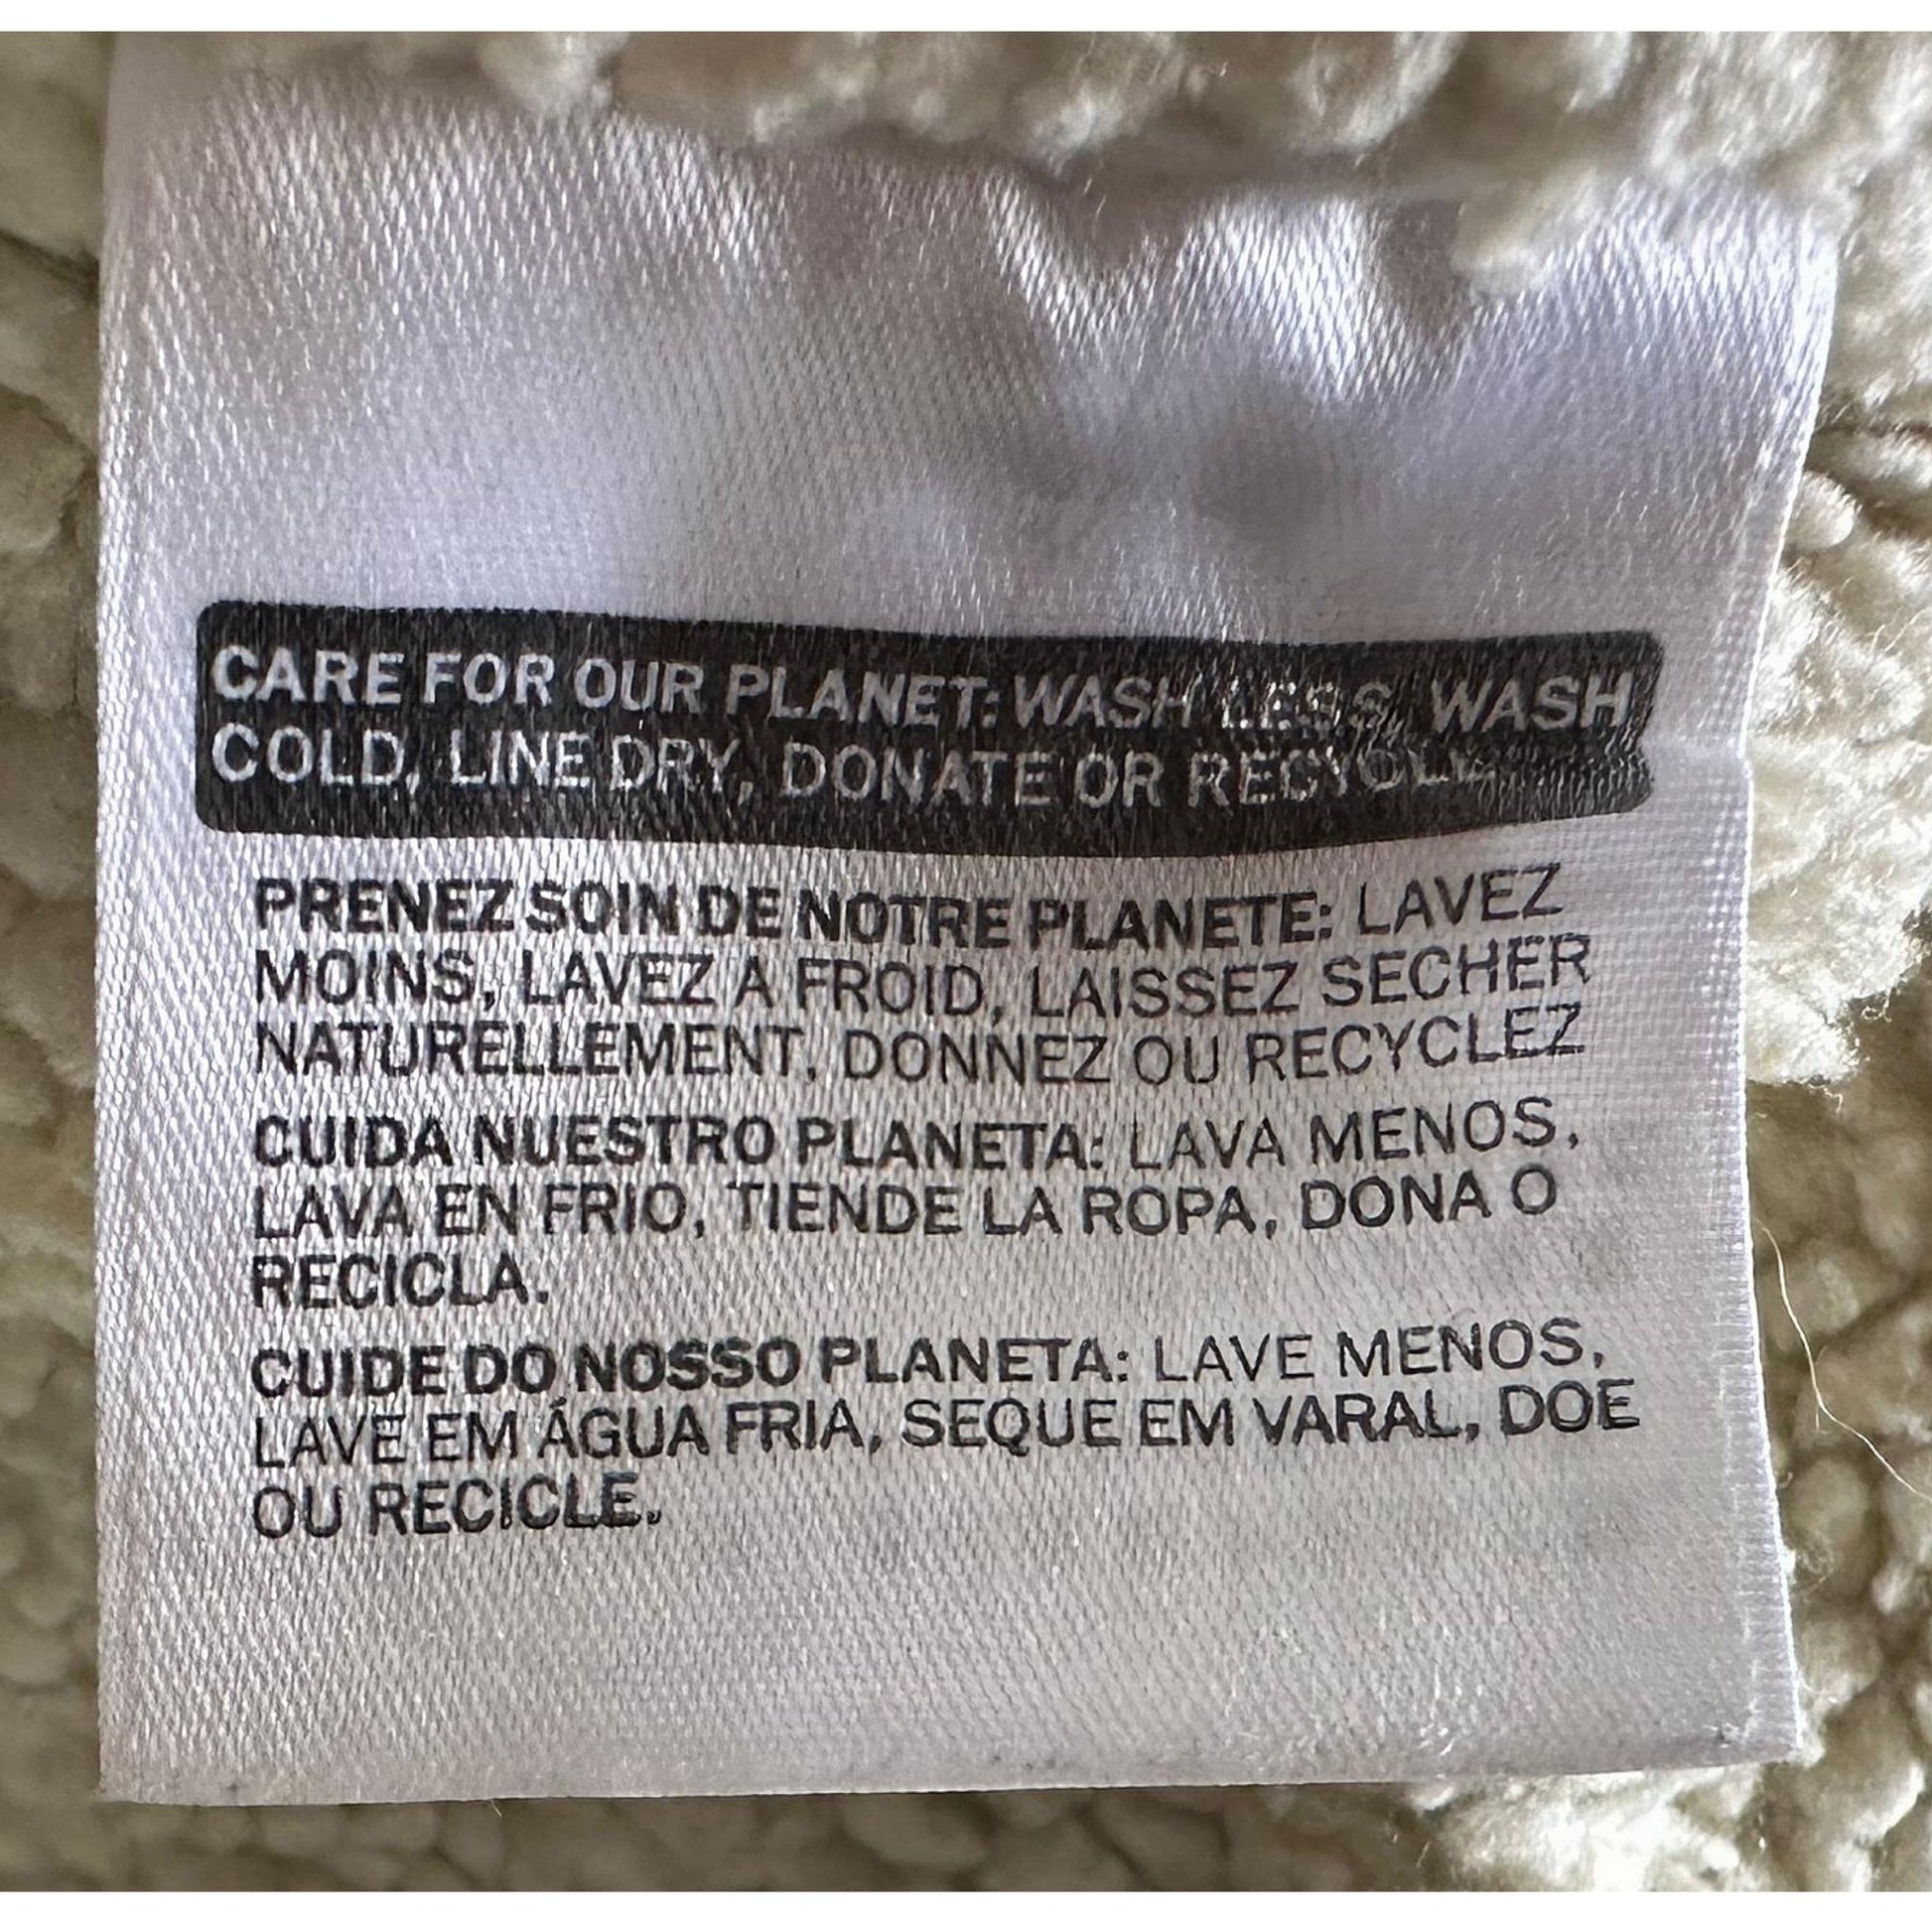 CARE FOR OUR PLANET: WASH LESS, WASH
COLD, LINE DRY, DONATE OR RECYCLE
PRENEZ SOIN DE NOTRE PLANETE: LAVEZ
MOINS, LAVEZ A FROID, LAISSEZ SECHER
NATURELLEMENT, DONNEZ OU RECYCLEZ
CUIDA NUESTRO PLANETA: LAVA MENOS,
LAVA EN FRIO, TIENDE LA ROPA, DONA O
RECICLA.
CUIDE DO NOSSO PLANETA: LAVE MENOS,
LAVE EM ÁGUA FRIA, SEQUE EM VARAL, DOE
OU RECICLE.